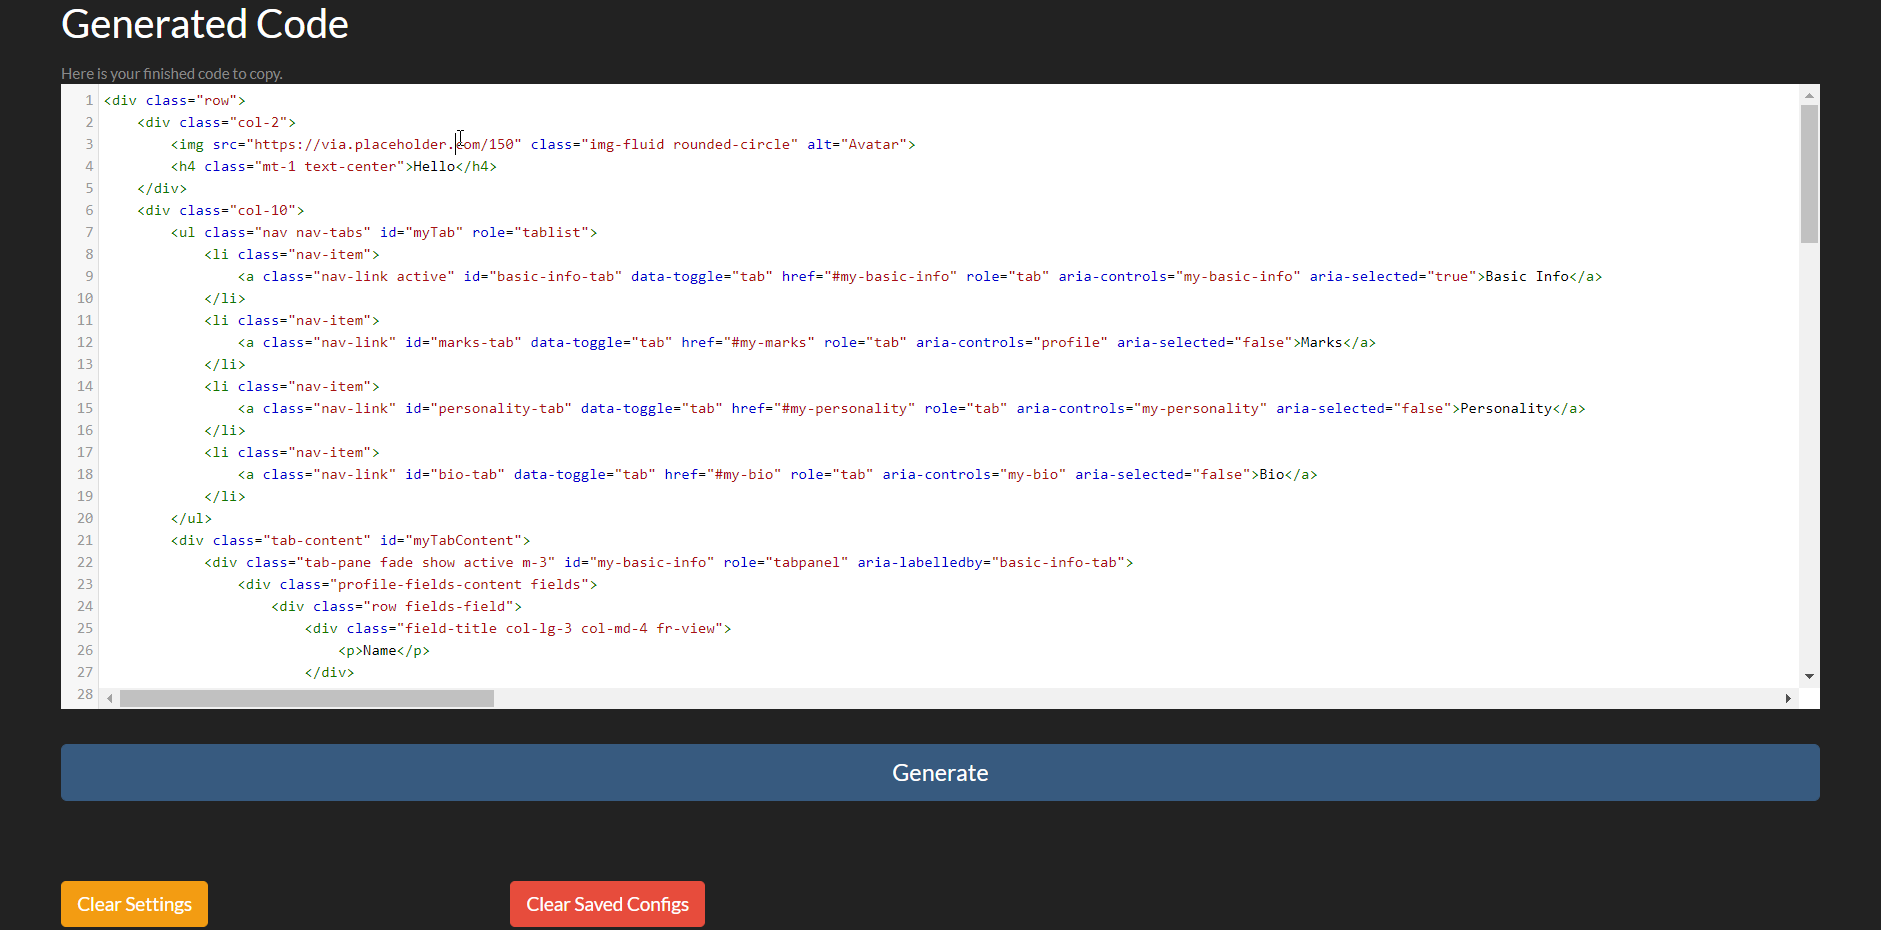 Generated Code
Here is your finished code to copy.
1 <div class="row">
2     <div class="col-2">
3         <img src="https://via.placeholder.com/150" class="img-fluid rounded-circle" alt="Avatar">
4         <h4 class="mt-1 text-center">Hello</h4>
5     </div>
6     <div class="col-10">
7         <ul class="nav nav-tabs" id="myTab" role="tablist">
8             <li class="nav-item">
9                 <a class="nav-link active" id="basic-info-tab" data-toggle="tab" href="#my-basic-info" role="tab" aria-controls="my-basic-info" aria-selected="true">Basic Info</a>
10             </li>
11             <li class="nav-item">
12                 <a class="nav-link" id="marks-tab" data-toggle="tab" href="#my-marks" role="tab" aria-controls="profile" aria-selected="false">Marks</a>
13             </li>
14             <li class="nav-item">
15                 <a class="nav-link" id="personality-tab" data-toggle="tab" href="#my-personality" role="tab" aria-controls="my-personality" aria-selected="false">Personality</a>
16             </li>
17             <li class="nav-item">
18                 <a class="nav-link" id="bio-tab" data-toggle="tab" href="#my-bio" role="tab" aria-controls="my-bio" aria-selected="false">Bio</a>
19             </li>
20         </ul>
21         <div class="tab-content" id="myTabContent">
22             <div class="tab-pane fade show active m-3" id="my-basic-info" role="tabpanel" aria-labelledby="basic-info-tab">
23                 <div class="profile-fields-content fields">
24                     <div class="row fields-field">
25                         <div class="field-title col-lg-3 col-md-4 fr-view">
26                             <p>Name</p>
27                         </div>
28
Generate
Clear Settings
Clear Saved Configs